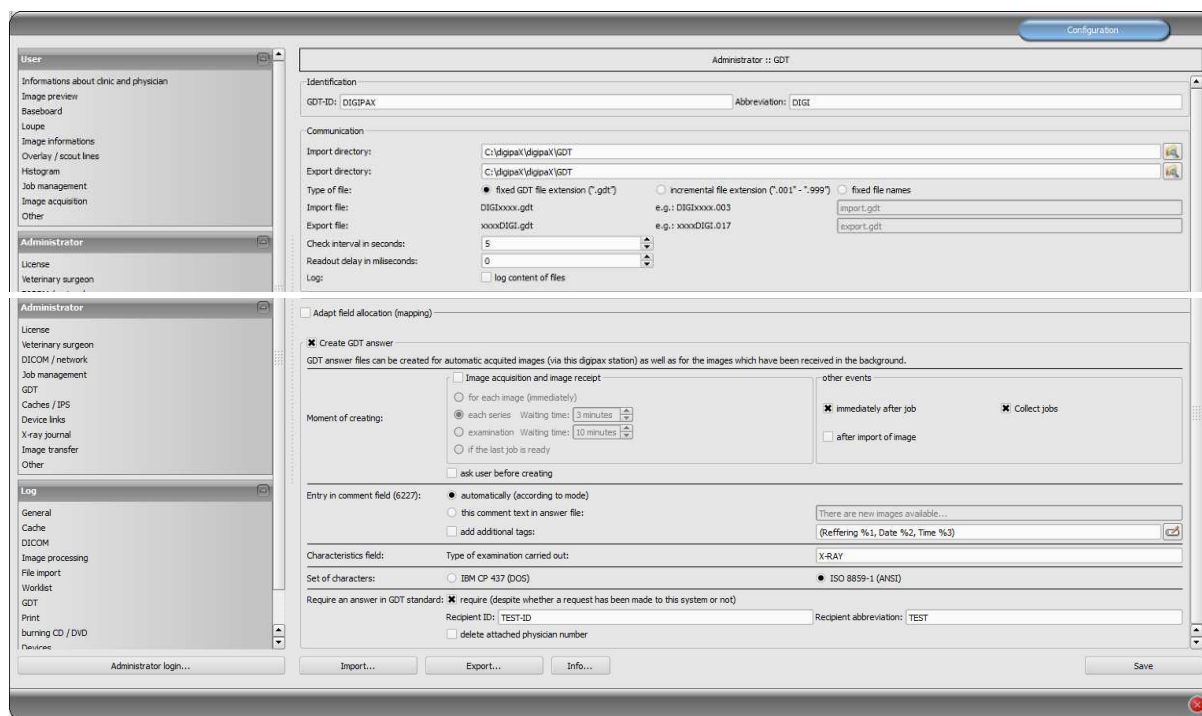 Configuration
User
Informations about clinic and physician
Image preview
Baseboard
Loupe
Image informations
Overlay / scout lines
Histogram
Job management
Image acquisition
Other
Administrator
License
Veterinary surgeon
Administrator :: GDT
Identification
GDT-ID: DIGIPAX Abbreviation: DIGI
Communication
Import directory: C:\digipaX\digipaX\GDT
Export directory: C:\digipaX\digipaX\GDT
Type of file: fixed GDT file extension (".gdt") incremental file extension (".001" - ".999") fixed file names
Import file: DIGIxxxx.gdt e.g.: DIGIxxxx.003 import.gdt
Export file: xxxxDIGI.gdt e.g.: xxxxDIGI.017 export.gdt
Check interval in seconds: 5
Readout delay in miliseconds: 0
Log: log content of files
Administrator
License
Veterinary surgeon
DICOM / network
Job management
GDT
Caches / IPS
Device links
X-ray journal
Image transfer
Other
Log
General
Cache
DICOM
Image processing
File import
Worklist
GDT
Print
burning CD / DVD
Devices
Administrator login...
Adapt field allocation (mapping)
Create GDT answer
GDT answer files can be created for automatic acquited images (via this digipax station) as well as for the images which have been received in the background.
Moment of creating:
Image acquisition and image receipt
for each image (immediately)
each series Waiting time: 3 minutes
examination Waiting time: 10 minutes
if the last job is ready
other events
immediately after job Collect jobs
after import of image
ask user before creating
Entry in comment field (6227): automatically (according to mode)
this comment text in answer file: There are new images available...
add additional tags: (Reffering %1, Date %2, Time %3)
Characteristics field: Type of examination carried out: X-RAY
Set of characters: IBM CP 437 (DOS) ISO 8859-1 (ANSI)
Require an answer in GDT standard: require (despite whether a request has been made to this system or not)
Recipient ID: TEST-ID Recipient abbreviation: TEST
delete attached physician number
Import... Export... Info... Save